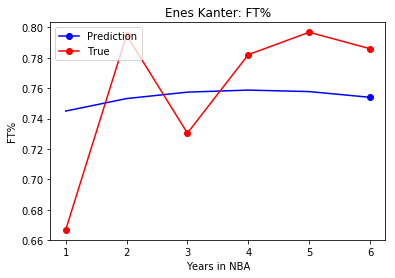 Enes Kanter: FT%
Prediction
True
FT%
0.80
0.78
0.76
0.74
0.72
0.70
0.68
0.66
1 2 3 4 5 6
Years in NBA